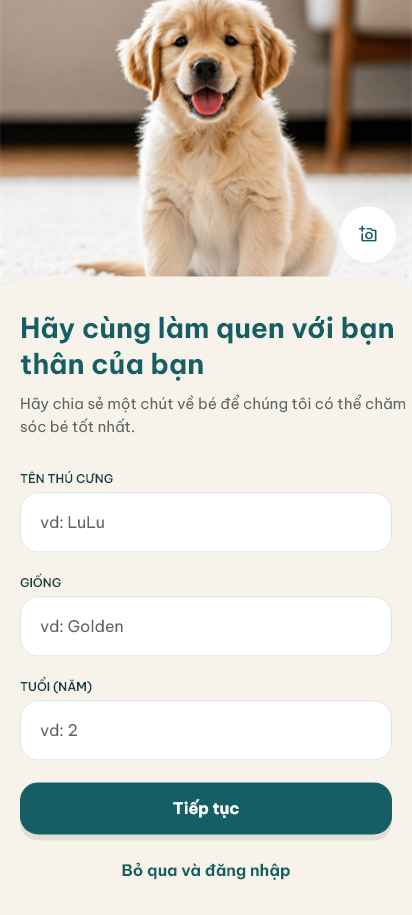 Hãy cùng làm quen với bạn
thân của bạn
Hãy chia sẻ một chút về bé để chúng tôi có thể chăm
sóc bé tốt nhất.
TÊN THÚ CƯNG
vd: LuLu
GIỐNG
vd: Golden
TUỔI (NĂM)
vd: 2
Tiếp tục
Bỏ qua và đăng nhập